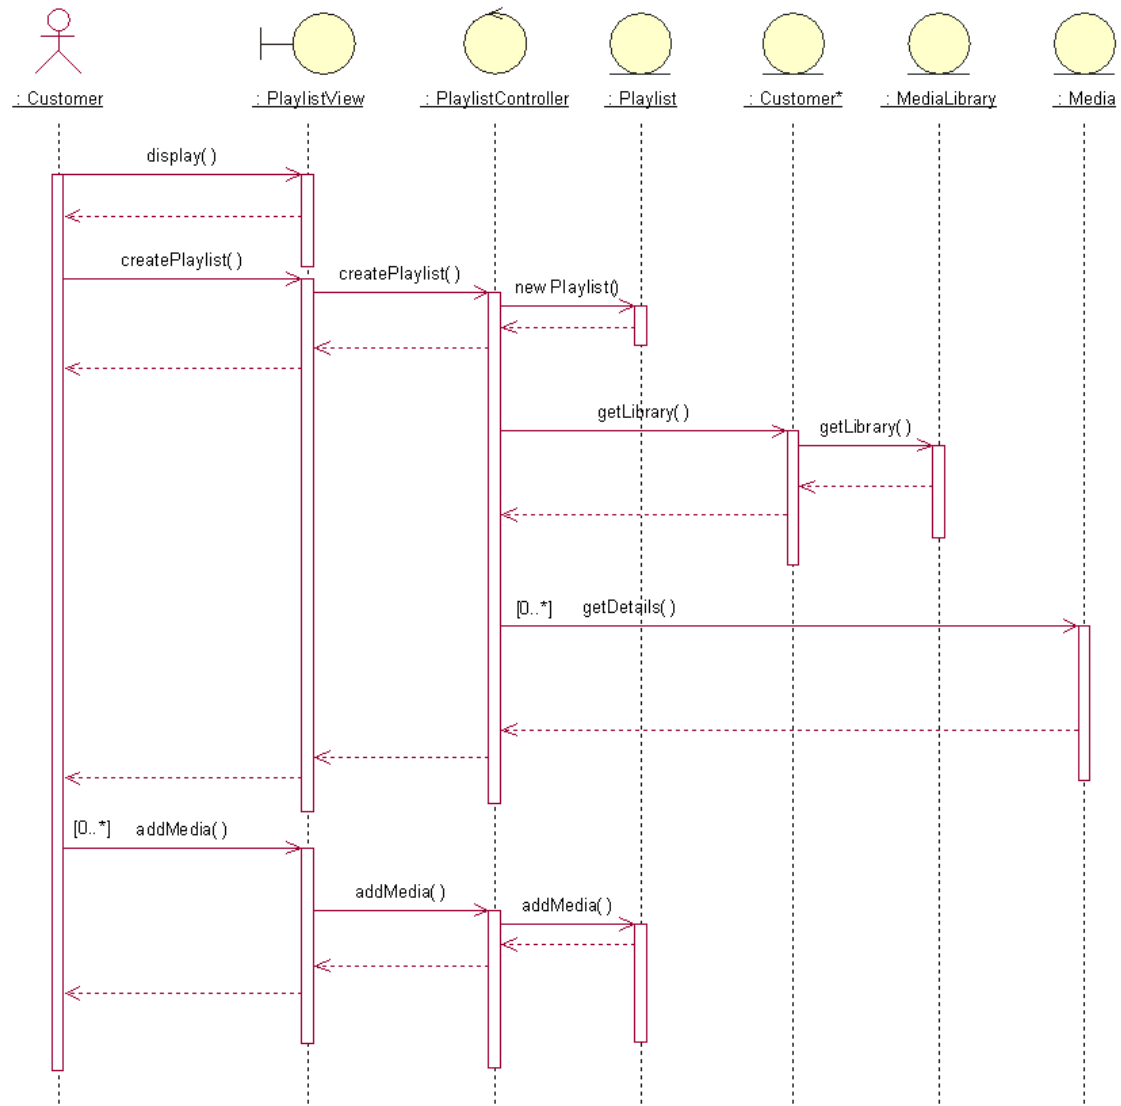 : Customer
: PlaylistView
: PlaylistController
: Playlist
: Customer*
: MediaLibrary
: Media
display( )
createPlaylist( )
createPlaylist( )
new Playlist()
getLibrary( )
getLibrary( )
[0..*] getDetails( )
[0..*] addMedia( )
addMedia( )
addMedia( )